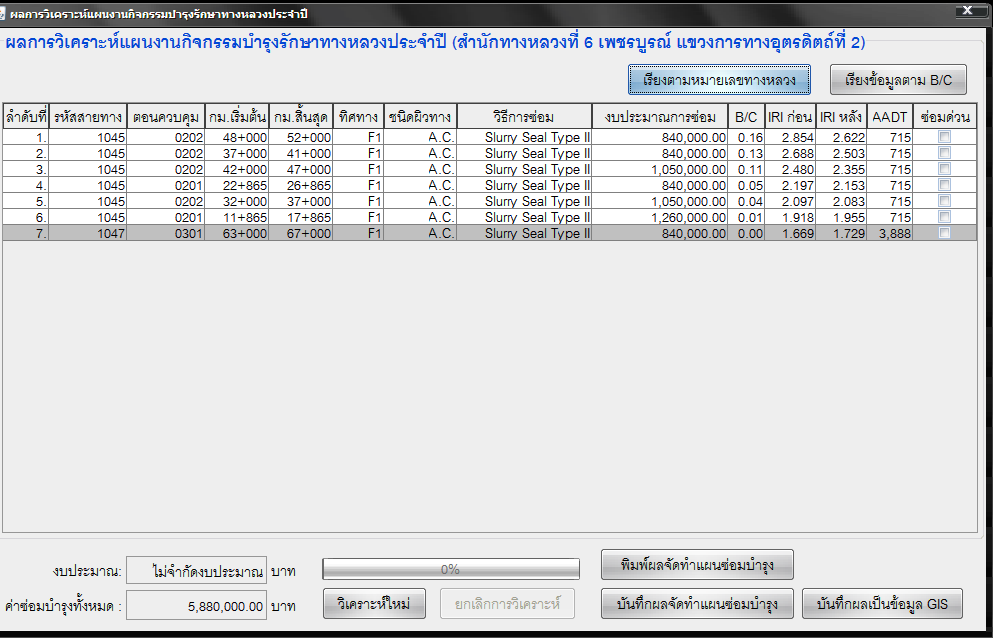 ผลการวิเคราะห์แผนงานกิจกรรมบำรุงรักษาทางหลวงประจำปี
ผลการวิเคราะห์แผนงานกิจกรรมบำรุงรักษาทางหลวงประจำปี (สำนักทางหลวงที่ 6 เพชรบูรณ์ แขวงการทางอุตรดิตถ์ที่ 2)
เรียงตามหมายเลขทางหลวง เรียงข้อมูลตาม B/C
ลำดับที่ รหัสสายทาง ตอนควบคุม กม.เริ่มต้น กม.สิ้นสุด ทิศทาง ชนิดผิวทาง วิธีการซ่อม งบประมาณการซ่อม B/C IRI ก่อน IRI หลัง AADT ซ่อมด่วน
1. 1045 0202 48+000 52+000 F1 A.C. Slurry Seal Type II 840,000.00 0.16 2.854 2.622 715
2. 1045 0202 37+000 41+000 F1 A.C. Slurry Seal Type II 840,000.00 0.13 2.688 2.503 715
3. 1045 0202 42+000 47+000 F1 A.C. Slurry Seal Type II 1,050,000.00 0.11 2.480 2.355 715
4. 1045 0201 22+865 26+865 F1 A.C. Slurry Seal Type II 840,000.00 0.05 2.197 2.153 715
5. 1045 0202 32+000 37+000 F1 A.C. Slurry Seal Type II 1,050,000.00 0.04 2.097 2.083 715
6. 1045 0201 11+865 17+865 F1 A.C. Slurry Seal Type II 1,260,000.00 0.01 1.918 1.955 715
7. 1047 0301 63+000 67+000 F1 A.C. Slurry Seal Type II 840,000.00 0.00 1.669 1.729 3,888
งบประมาณ: ไม่จำกัดงบประมาณ บาท 0% พิมพ์ผลจัดทำแผนซ่อมบำรุง
ค่าซ่อมบำรุงทั้งหมด : 5,880,000.00 บาท วิเคราะห์ใหม่ ยกเลิกการวิเคราะห์ บันทึกผลจัดทำแผนซ่อมบำรุง บันทึกผลเป็นข้อมูล GIS